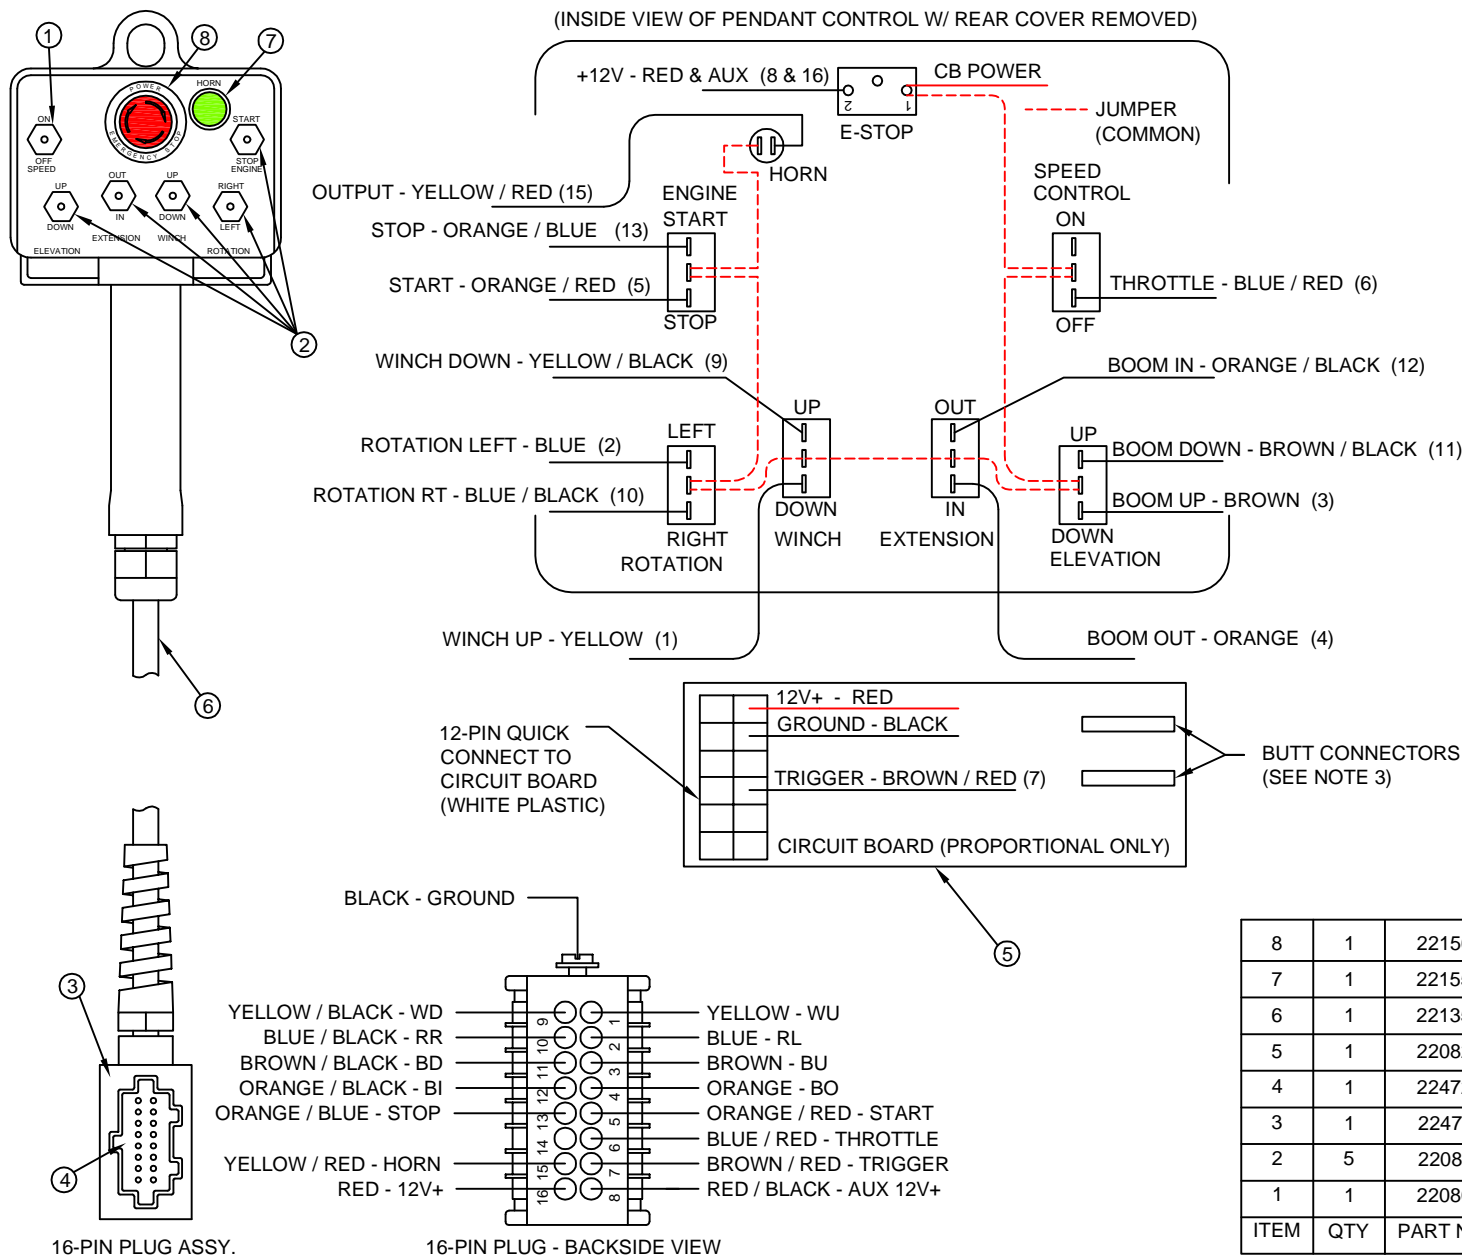 (INSIDE VIEW OF PENDANT CONTROL W/ REAR COVER REMOVED)
1
8
7
HORN
POWER
EMERGENCY STOP
ON
OFF
SPEED
START
STOP
ENGINE
UP
DOWN
OUT
IN
UP
DOWN
RIGHT
LEFT
ELEVATION
EXTENSION
WINCH
ROTATION
2
6
+12V - RED & AUX (8 & 16)
2
1
E-STOP
CB POWER
JUMPER
(COMMON)
HORN
OUTPUT - YELLOW / RED (15)
ENGINE
START
STOP - ORANGE / BLUE (13)
START - ORANGE / RED (5)
STOP
SPEED
CONTROL
ON
THROTTLE - BLUE / RED (6)
OFF
WINCH DOWN - YELLOW / BLACK (9)
BOOM IN - ORANGE / BLACK (12)
LEFT
UP
OUT
UP
ROTATION LEFT - BLUE (2)
BOOM DOWN - BROWN / BLACK (11)
ROTATION RT - BLUE / BLACK (10)
BOOM UP - BROWN (3)
RIGHT
ROTATION
DOWN
WINCH
IN
EXTENSION
DOWN
ELEVATION
WINCH UP - YELLOW (1)
BOOM OUT - ORANGE (4)
12-PIN QUICK
CONNECT TO
CIRCUIT BOARD
(WHITE PLASTIC)
12V+ - RED
GROUND - BLACK
TRIGGER - BROWN / RED (7)
CIRCUIT BOARD (PROPORTIONAL ONLY)
BUTT CONNECTORS
(SEE NOTE 3)
5
3
4
16-PIN PLUG ASSY.
BLACK - GROUND
YELLOW / BLACK - WD
9
1
YELLOW - WU
BLUE / BLACK - RR
10
2
BLUE - RL
BROWN / BLACK - BD
11
3
BROWN - BU
ORANGE / BLACK - BI
12
4
ORANGE - BO
ORANGE / BLUE - STOP
13
5
ORANGE / RED - START
14
6
BLUE / RED - THROTTLE
YELLOW / RED - HORN
15
7
BROWN / RED - TRIGGER
RED - 12V+
16
8
RED / BLACK - AUX 12V+
16-PIN PLUG - BACKSIDE VIEW
8 1 2215
7 1 2215
6 1 2213
5 1 2208
4 1 2247
3 1 2247
2 5 2208
1 1 2208
ITEM QTY PART